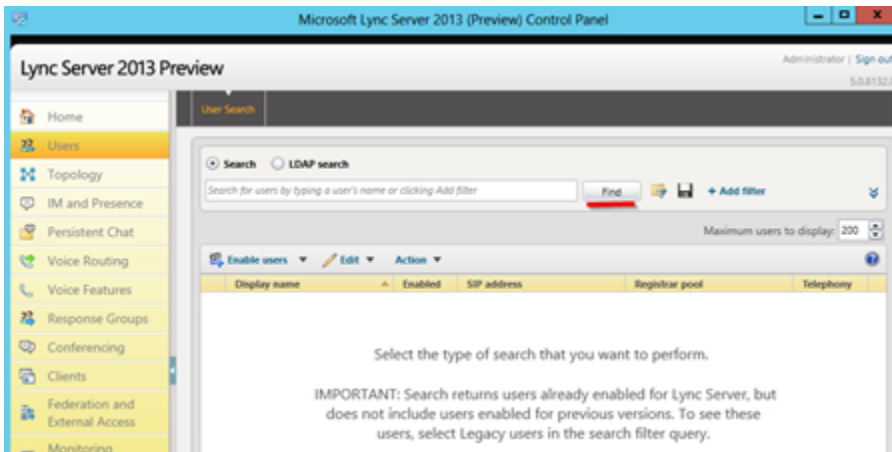 Microsoft Lync Server 2013 (Preview) Control Panel
Lync Server 2013 Preview
Administrator | Sign out
5.0.8132.
Home
Users
Topology
IM and Presence
Persistent Chat
Voice Routing
Voice Features
Response Groups
Conferencing
Clients
Federation and
External Access
Monitoring
User Search
Search LDAP search
Search for users by typing a user's name or clicking Add filter
Find
+ Add filter
Maximum users to display: 200
Enable users Edit Action
Display name Enabled SIP address Registrar pool Telephony
Select the type of search that you want to perform.
IMPORTANT: Search returns users already enabled for Lync Server, but
does not include users enabled for previous versions. To see these
users, select Legacy users in the search filter query.